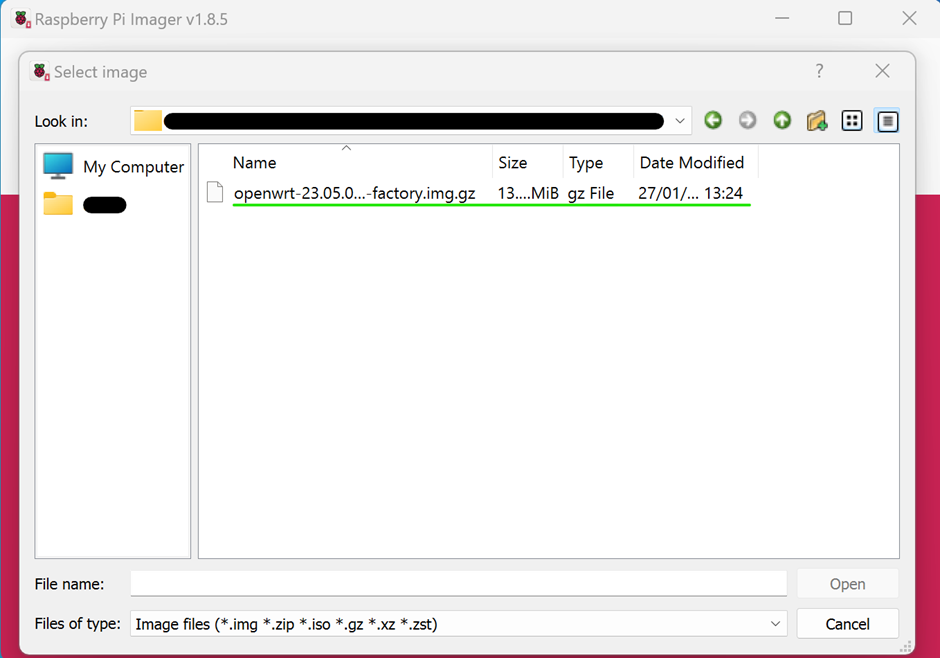 Raspberry Pi Imager v1.8.5
Select image
?
Look in:
My Computer
Name Size Type Date Modified
openwrt-23.05.0...-factory.img.gz 13....MiB gz File 27/01/... 13:24
File name:
Open
Files of type: Image files (*.img *.zip *.iso *.gz *.xz *.zst)
Cancel